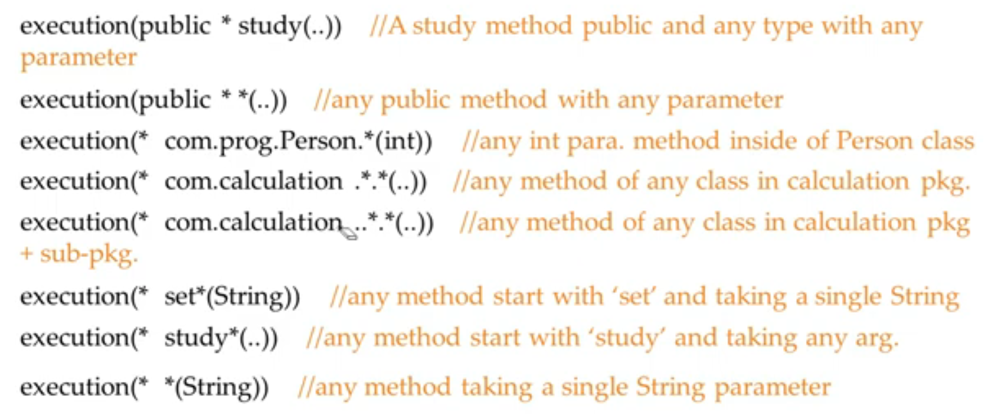 execution(public * study(..)) //A study method public and any type with any
parameter
execution(public * *(..)) //any public method with any parameter
execution(* com.prog.Person.*(int)) //any int para. method inside of Person class
execution(* com.calculation .*.*(..)) //any method of any class in calculation pkg.
execution(* com.calculation ..*.*(..)) //any method of any class in calculation pkg
+ sub-pkg.
execution(* set*(String)) //any method start with ‘set’ and taking a single String
execution(* study*(..)) //any method start with ‘study’ and taking any arg.
execution(* *(String)) //any method taking a single String parameter